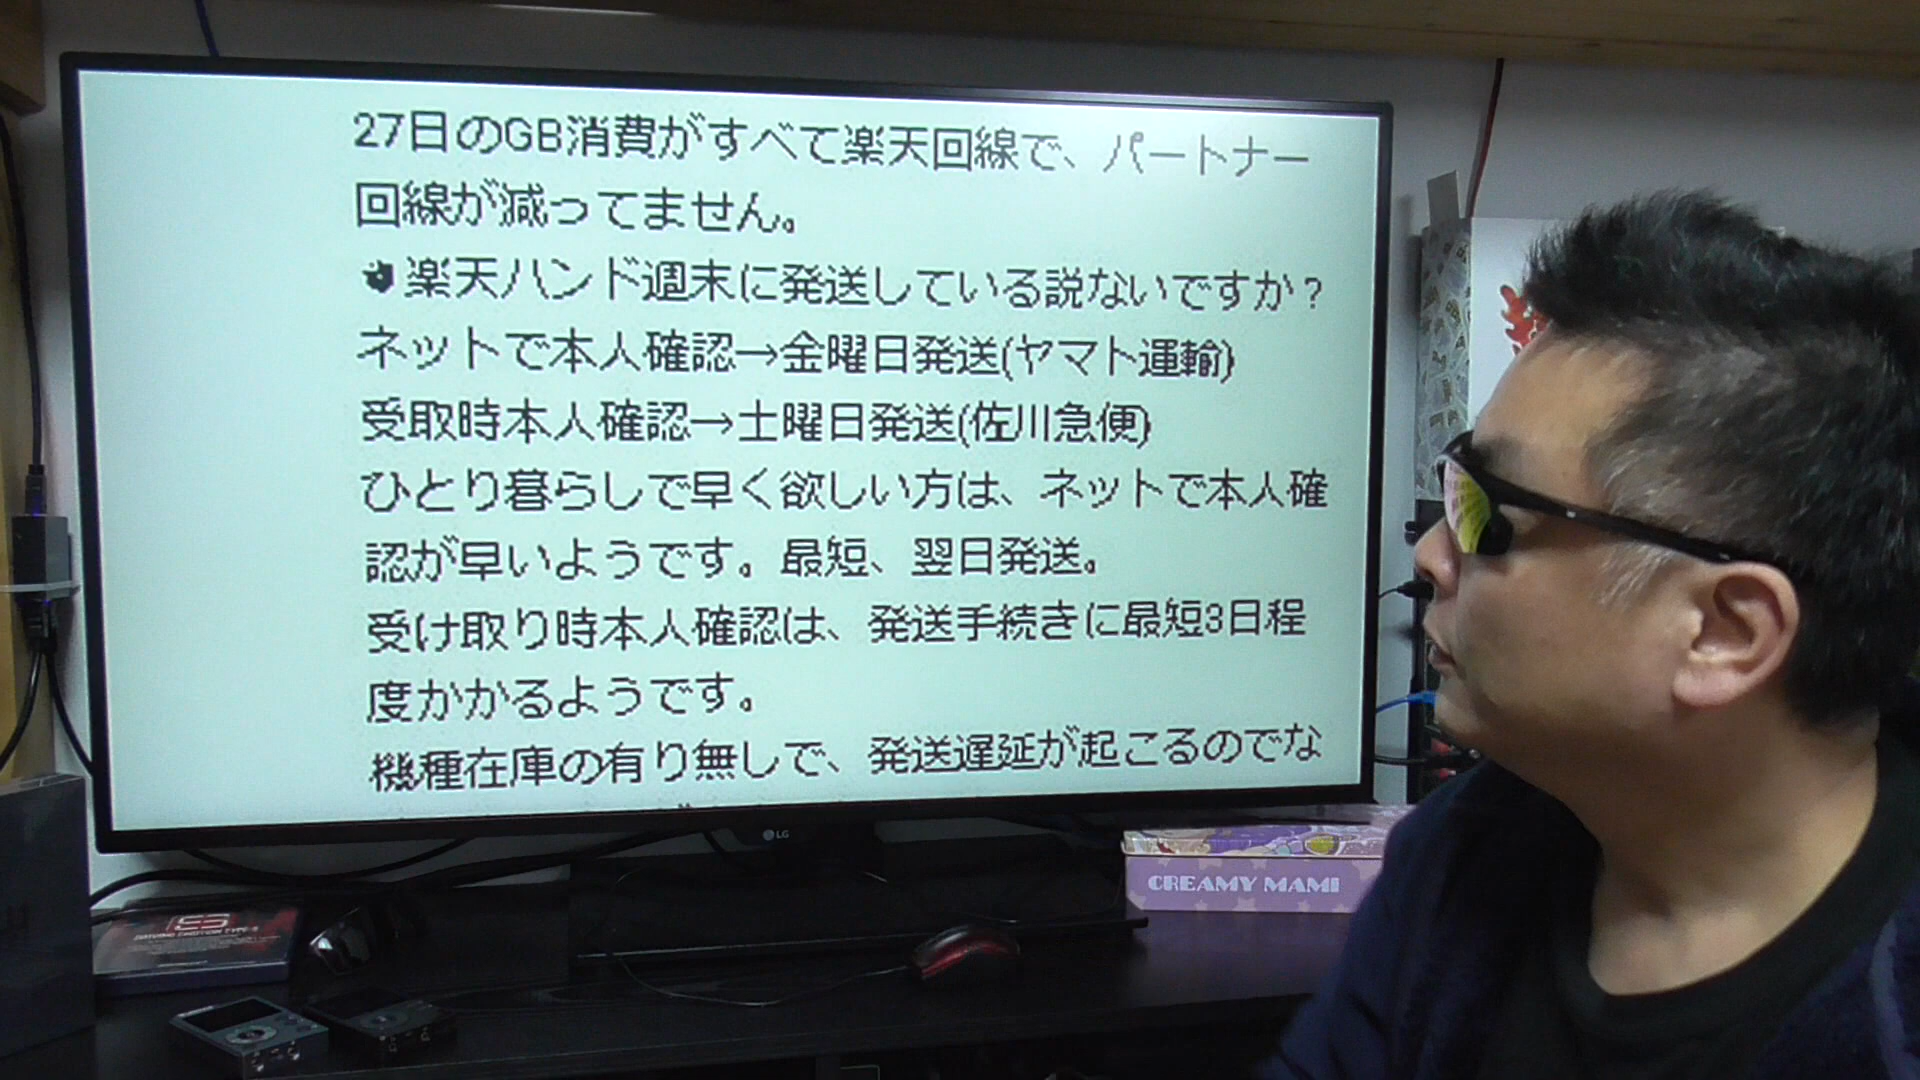 27日のGB消費がすべて楽天回線で、パートナー
回線が減ってません。
楽天ハンド週末に発送している説ないですか？
ネットで本人確認→金曜日発送(ヤマト運輸)
受取時本人確認→土曜日発送(佐川急便)
ひとり暮らしで早く欲しい方は、ネットで本人確
認が早いようです。最短、翌日発送。
受け取り時本人確認は、発送手続きに最短3日程
度かかるようです。
機種在庫の有り無しで、発送遅延が起こるのでな
LG
CREAMY MAMI